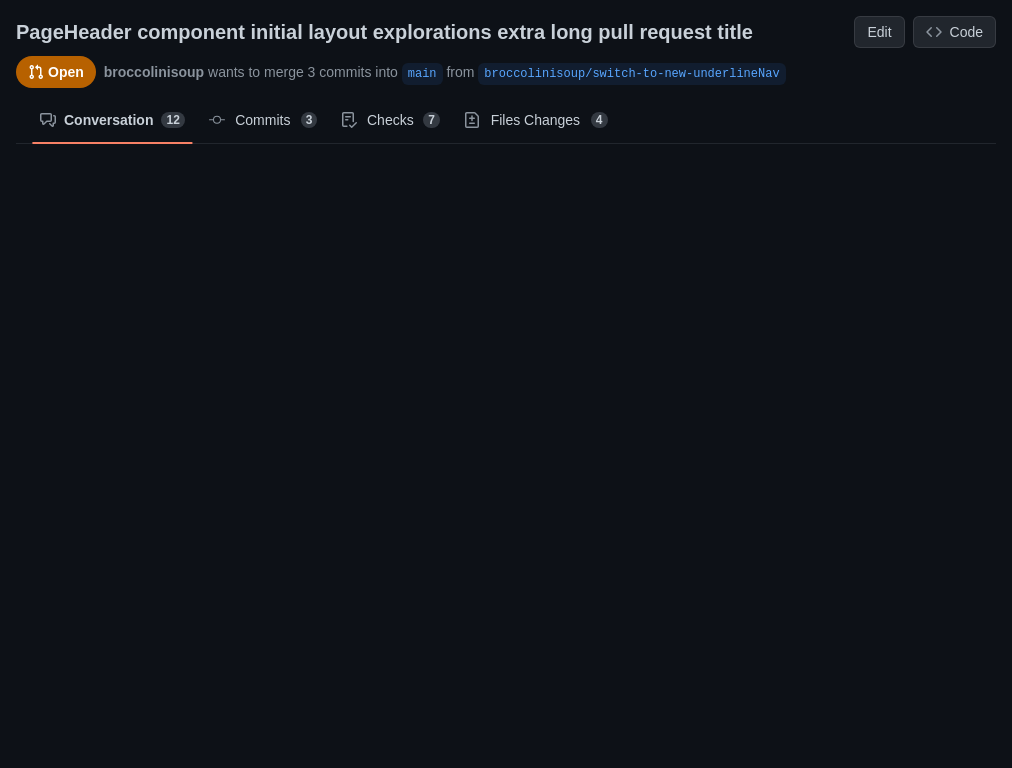 PageHeader component initial layout explorations extra long pull request title Edit Code
Open broccolinisoup wants to merge 3 commits into main from broccolinisoup/switch-to-new-underlineNav
Conversation 12 Commits 3 Checks 7 Files Changes 4